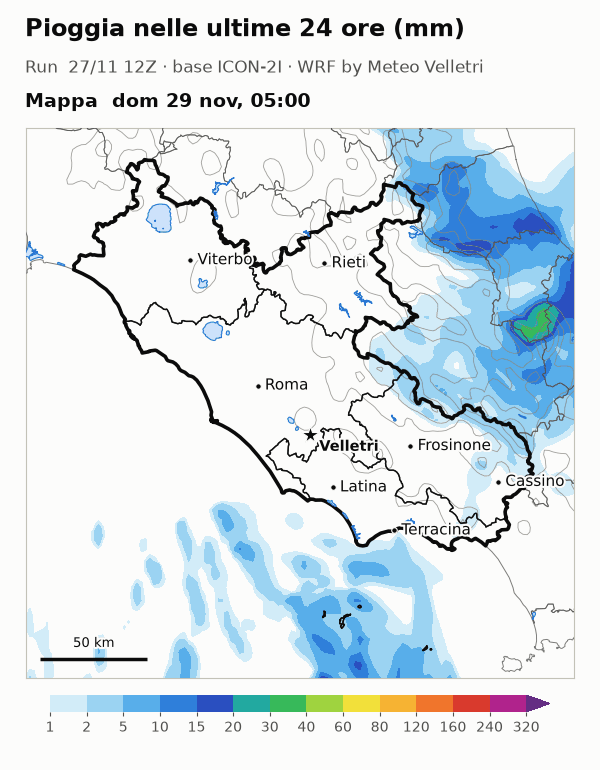 Pioggia nelle ultime 24 ore (mm)
Run  27/11 12Z · base ICON-2I · WRF by Meteo Velletri
Mappa  dom 29 nov, 05:00
Viterbo
Rieti
Roma
Velletri
Frosinone
Cassino
Latina
Terracina
50 km
1 2 5 10 15 20 30 40 60 80 120 160 240 320